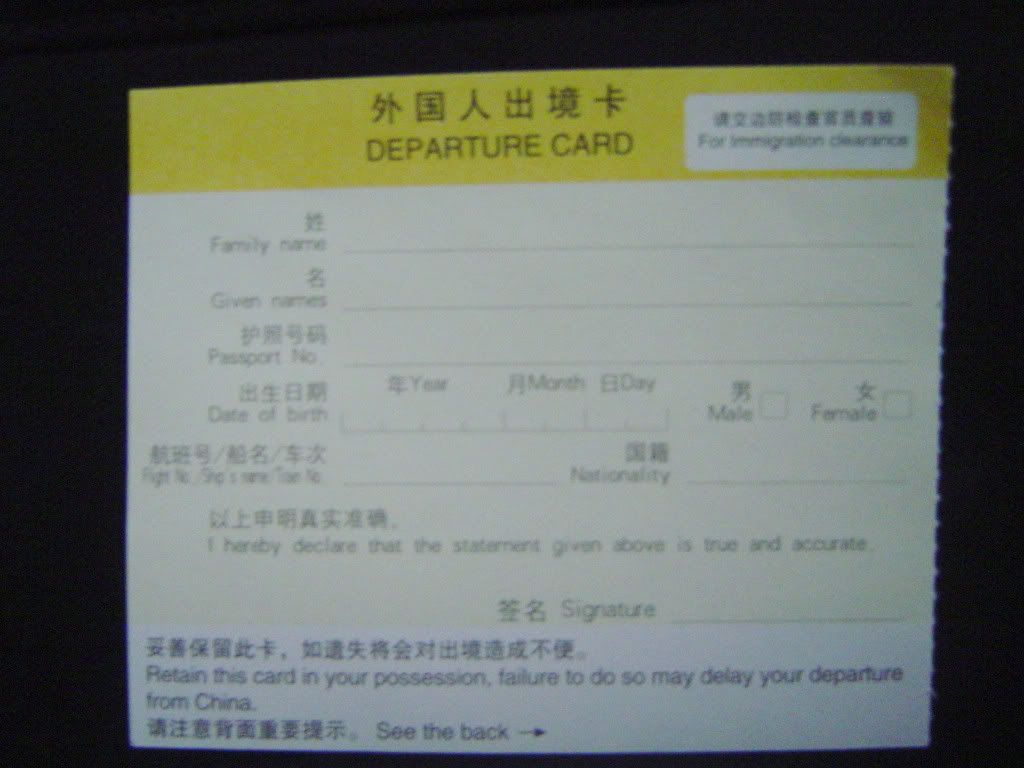 外国人出境卡
DEPARTURE CARD
请交边防检查官员查验
For Immigration clearance
姓
Family name
名
Given names
护照号码
Passport No.
出生日期 年Year 月Month 日Day 男 女
Date of birth Male Female
航班号/船名/车次 国籍
Flight No./Ship's name/Train No. Nationality
以上申明真实准确。
I hereby declare that the statement given above is true and accurate.
签名 Signature
妥善保留此卡，如遗失将会对出境造成不便。
Retain this card in your possession, failure to do so may delay your departure
from China.
请注意背面重要提示。 See the back →